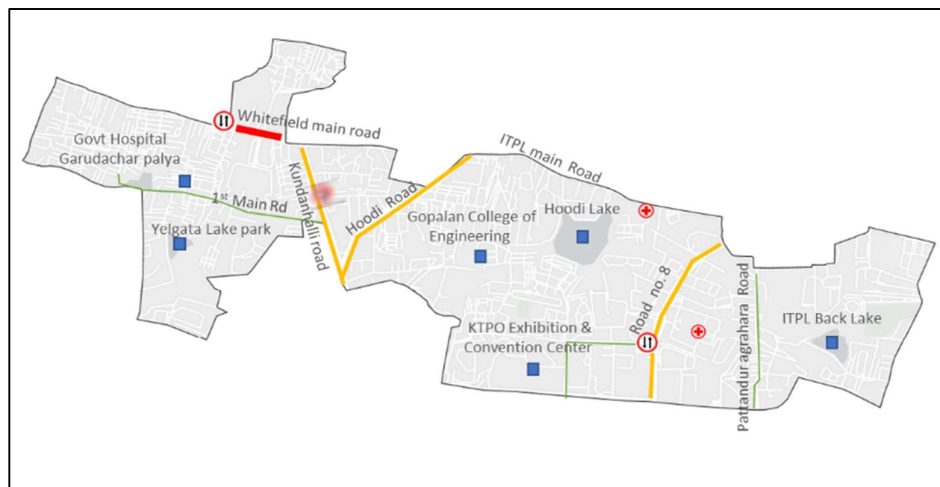 Whitefield main road
Govt Hospital
Garudachar palya
1st Main Rd
Yelgata Lake park
Kundanhalli road
Hoodi Road
ITPL main Road
Gopalan College of
Engineering
Hoodi Lake
Road no. 8
KTPO Exhibition &
Convention Center
Pattandur agrahara Road
ITPL Back Lake